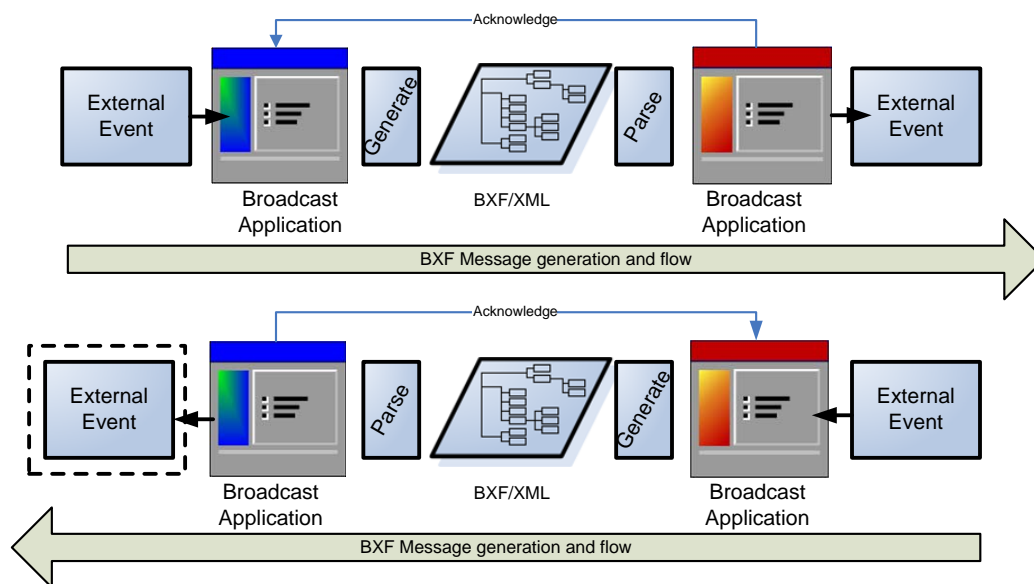 Acknowledge
External
Event
Generate
Parse
External
Event
BXF/XML
Broadcast
Application
Broadcast
Application
BXF Message generation and flow
Acknowledge
External
Event
Parse
Generate
External
Event
BXF/XML
Broadcast
Application
Broadcast
Application
BXF Message generation and flow